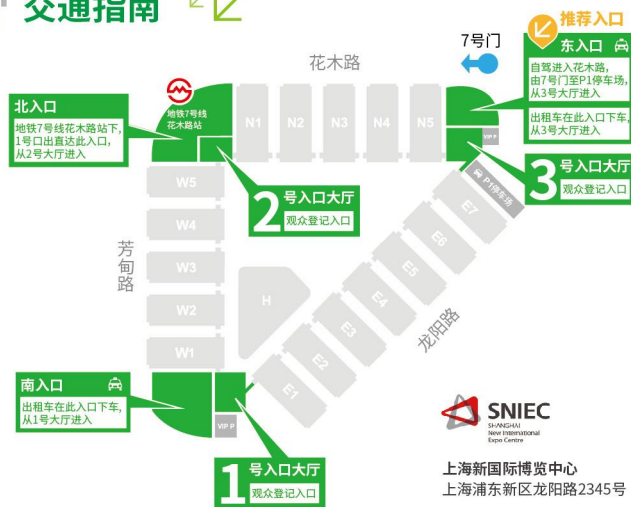 交通指南
推荐入口
7号门
东入口
自驾进入花木路,
由7号门至P1停车场,
从3号大厅进入
出租车在此入口下车,
从3号大厅进入
花木路
地铁7号线
花木路站
北入口
地铁7号线花木路站下,
1号口出直达此入口,
从2号大厅进入
N1
N2
N3
N4
N5
VIP P
3号入口大厅
观众登记入口
P1停车场
2号入口大厅
观众登记入口
W5
W4
W3
W2
W1
芳甸路
H
E7
E6
E5
E4
E3
E2
E1
龙阳路
南入口
出租车在此入口下车,
从1号大厅进入
VIP P
1号入口大厅
观众登记入口
SNIEC
SHANGHAI
New International
Expo Centre
上海新国际博览中心
上海浦东新区龙阳路2345号